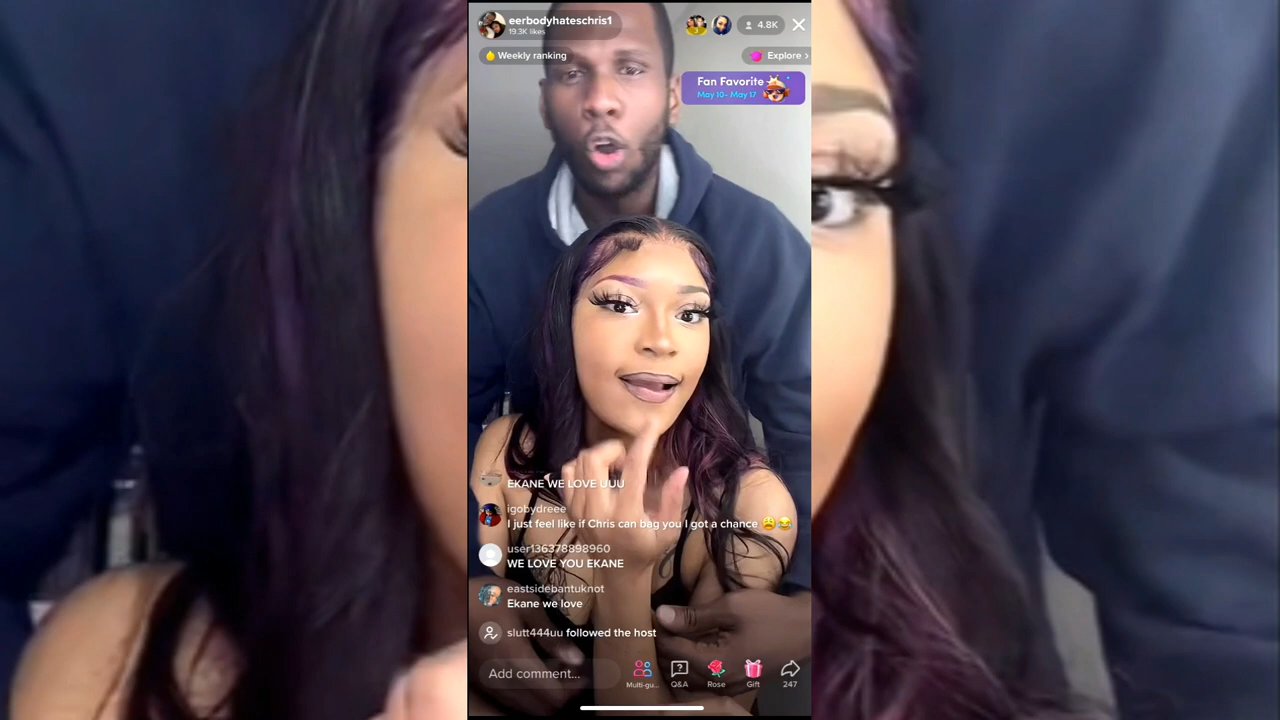 eerbodyhateschris1
19.3K likes
3
4.8K
Weekly ranking
Explore
Fan Favorite
May 10- May 17
EKANE WE LOVE UUU
igobydreee
I just feel like if Chris can bag you I got a chance 😩😂
user136378898960
WE LOVE YOU EKANE
eastsidebantuknot
Ekane we love
slutt444uu followed the host
Add comment...
Multi-gu...
Q&A
Rose
Gift
247